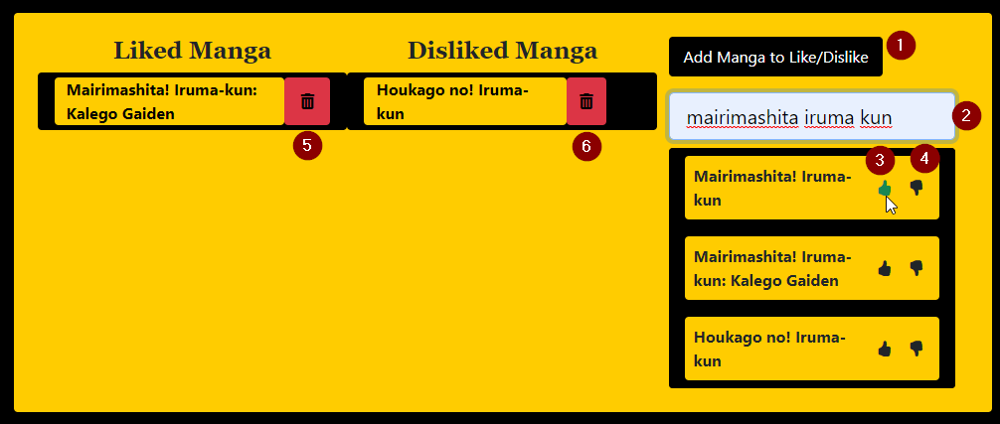 Liked Manga
Mairimashita! Iruma-kun:
Kalego Gaiden
5
Disliked Manga
Houkago no! Iruma-
kun
6
Add Manga to Like/Dislike
1
mairimashita iruma kun
2
3
4
Mairimashita! Iruma-
kun
Mairimashita! Iruma-
kun: Kalego Gaiden
Houkago no! Iruma-
kun